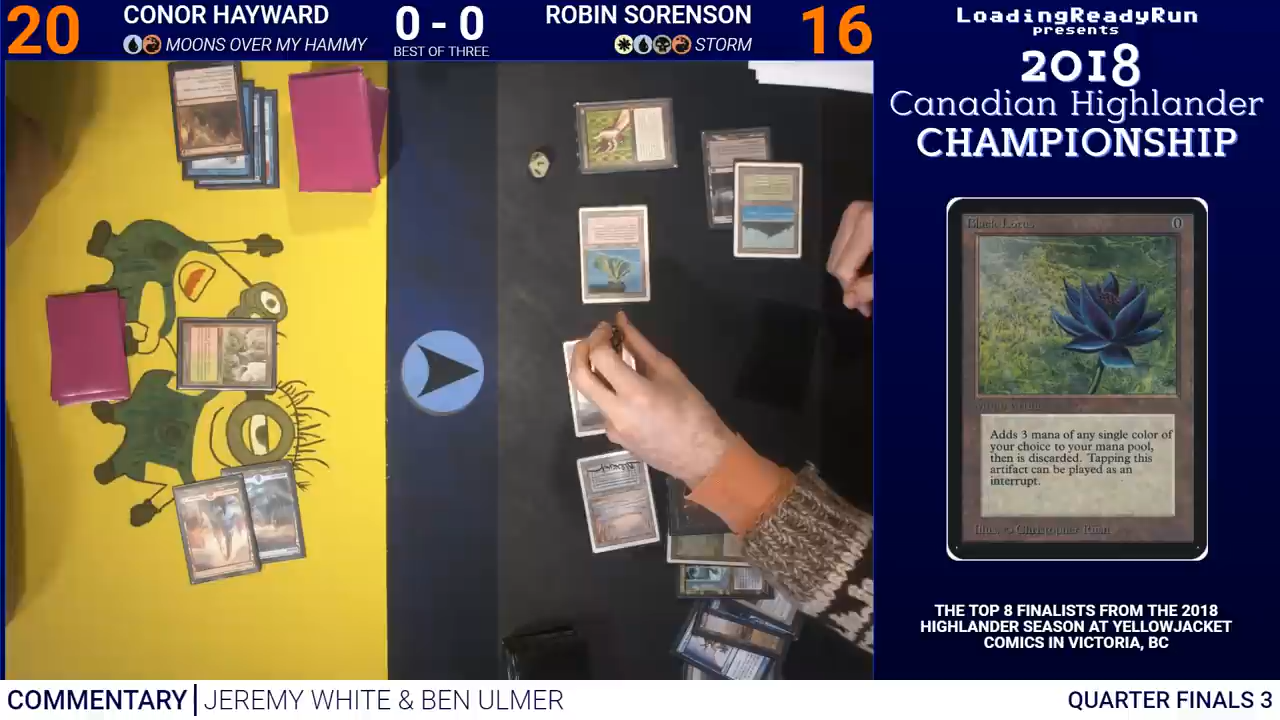 20
CONOR HAYWARD
MOONS OVER MY HAMMY
0 - 0
BEST OF THREE
ROBIN SORENSON
STORM
16
LoadingReadyRun
presents
2018
Canadian Highlander
CHAMPIONSHIP
Black Lotus
0
Adds 3 mana of any single color of
your choice to your mana pool,
then is discarded. Tapping this
artifact can be played as an
interrupt.
Illus. Christopher Rush
THE TOP 8 FINALISTS FROM THE 2018
HIGHLANDER SEASON AT YELLOWJACKET
COMICS IN VICTORIA, BC
COMMENTARY | JEREMY WHITE & BEN ULMER
QUARTER FINALS 3